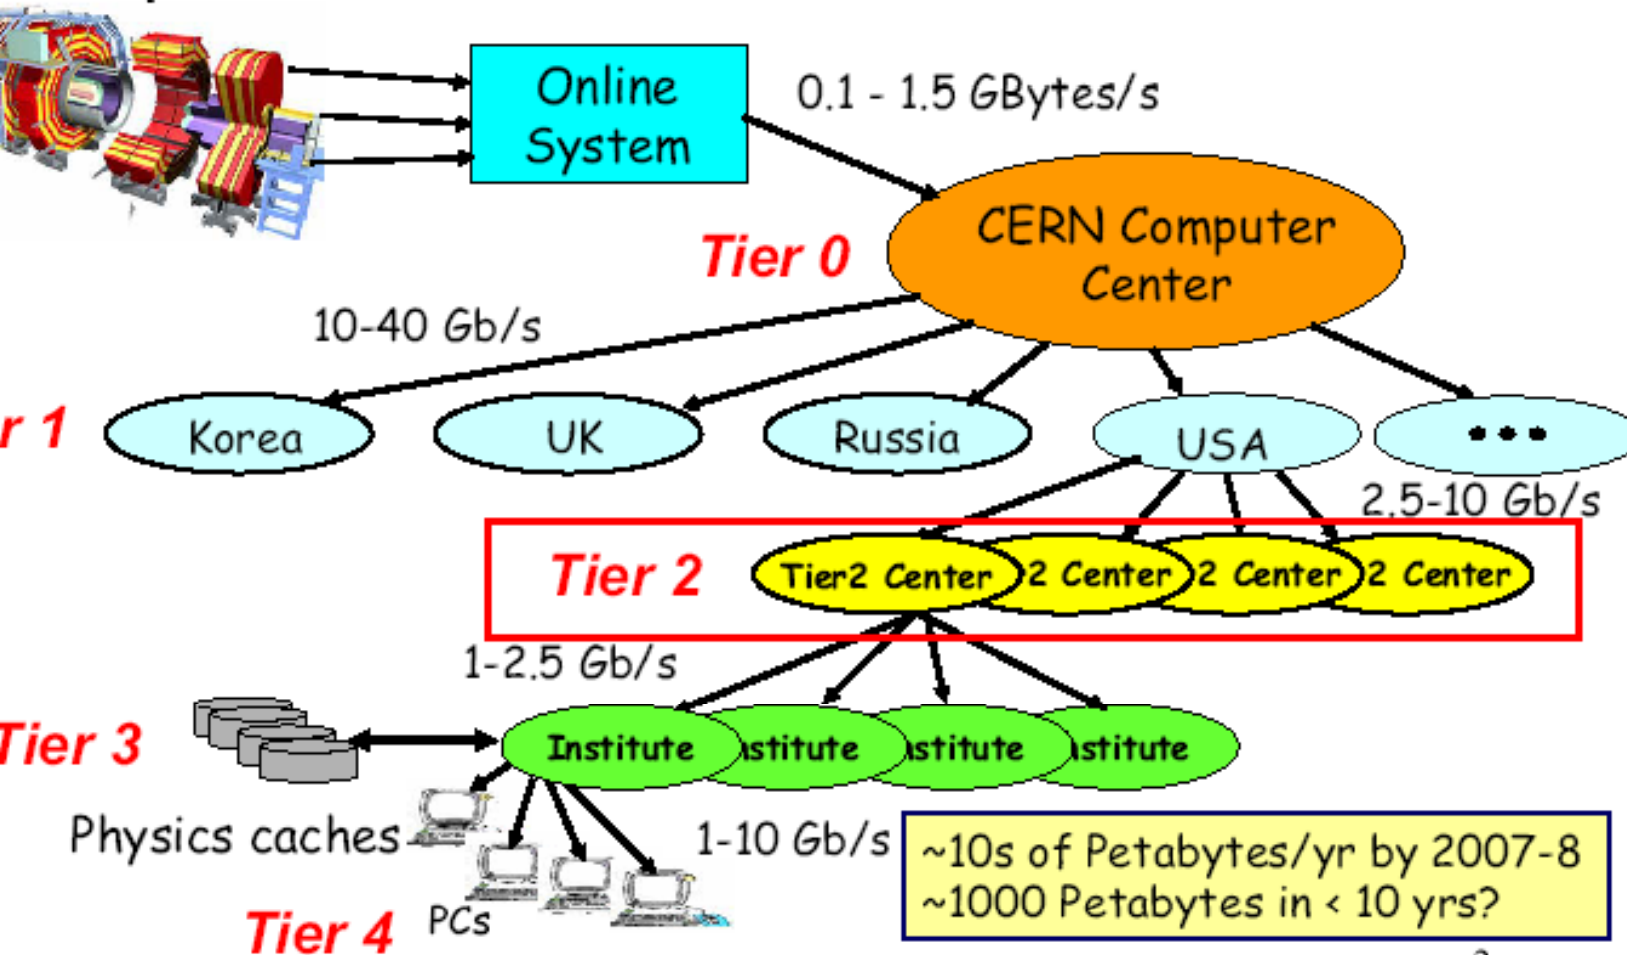 Online
System
0.1 - 1.5 GBytes/s
CERN Computer
Center
Tier 0
10-40 Gb/s
r 1
Korea
UK
Russia
USA
•••
2.5-10 Gb/s
Tier 2
Tier2 Center
2 Center
2 Center
2 Center
1-2.5 Gb/s
Tier 3
Institute
stitute
stitute
stitute
Physics caches
1-10 Gb/s
PCs
Tier 4
~10s of Petabytes/yr by 2007-8
~1000 Petabytes in < 10 yrs?